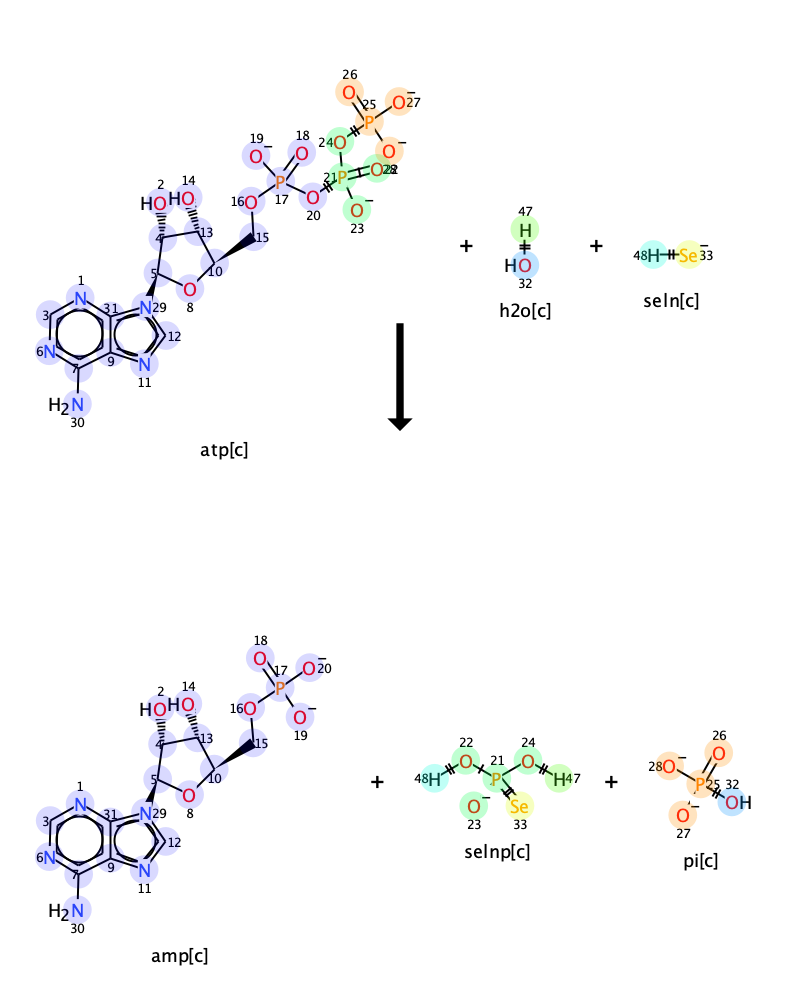 26
O
25
O⁻ 27
P
19
O⁻
18
O
24 O
O⁻
21 P
O 28
P
17
2
HO
14
HO
16 O
O
20
O⁻
23
47
H
4
13
15
+
HO
32
+
48 H
Se⁻ 33
5
10
O
8
h2o[c]
seln[c]
1
N
3
31
N 29
12
6 N
7
9
N
11
H₂N
30
atp[c]
18
O
17
O⁻ 20
P
2
HO
14
HO
16 O
O⁻
19
4
13
15
22
O
21
P
24
O
26
O
28 O⁻
+
48 H
H 47
+
P 25
32
OH
5
10
O
8
O⁻
23
Se
33
O⁻
27
1
N
3
31
N 29
12
selnp[c]
pi[c]
6 N
7
9
N
11
H₂N
30
amp[c]